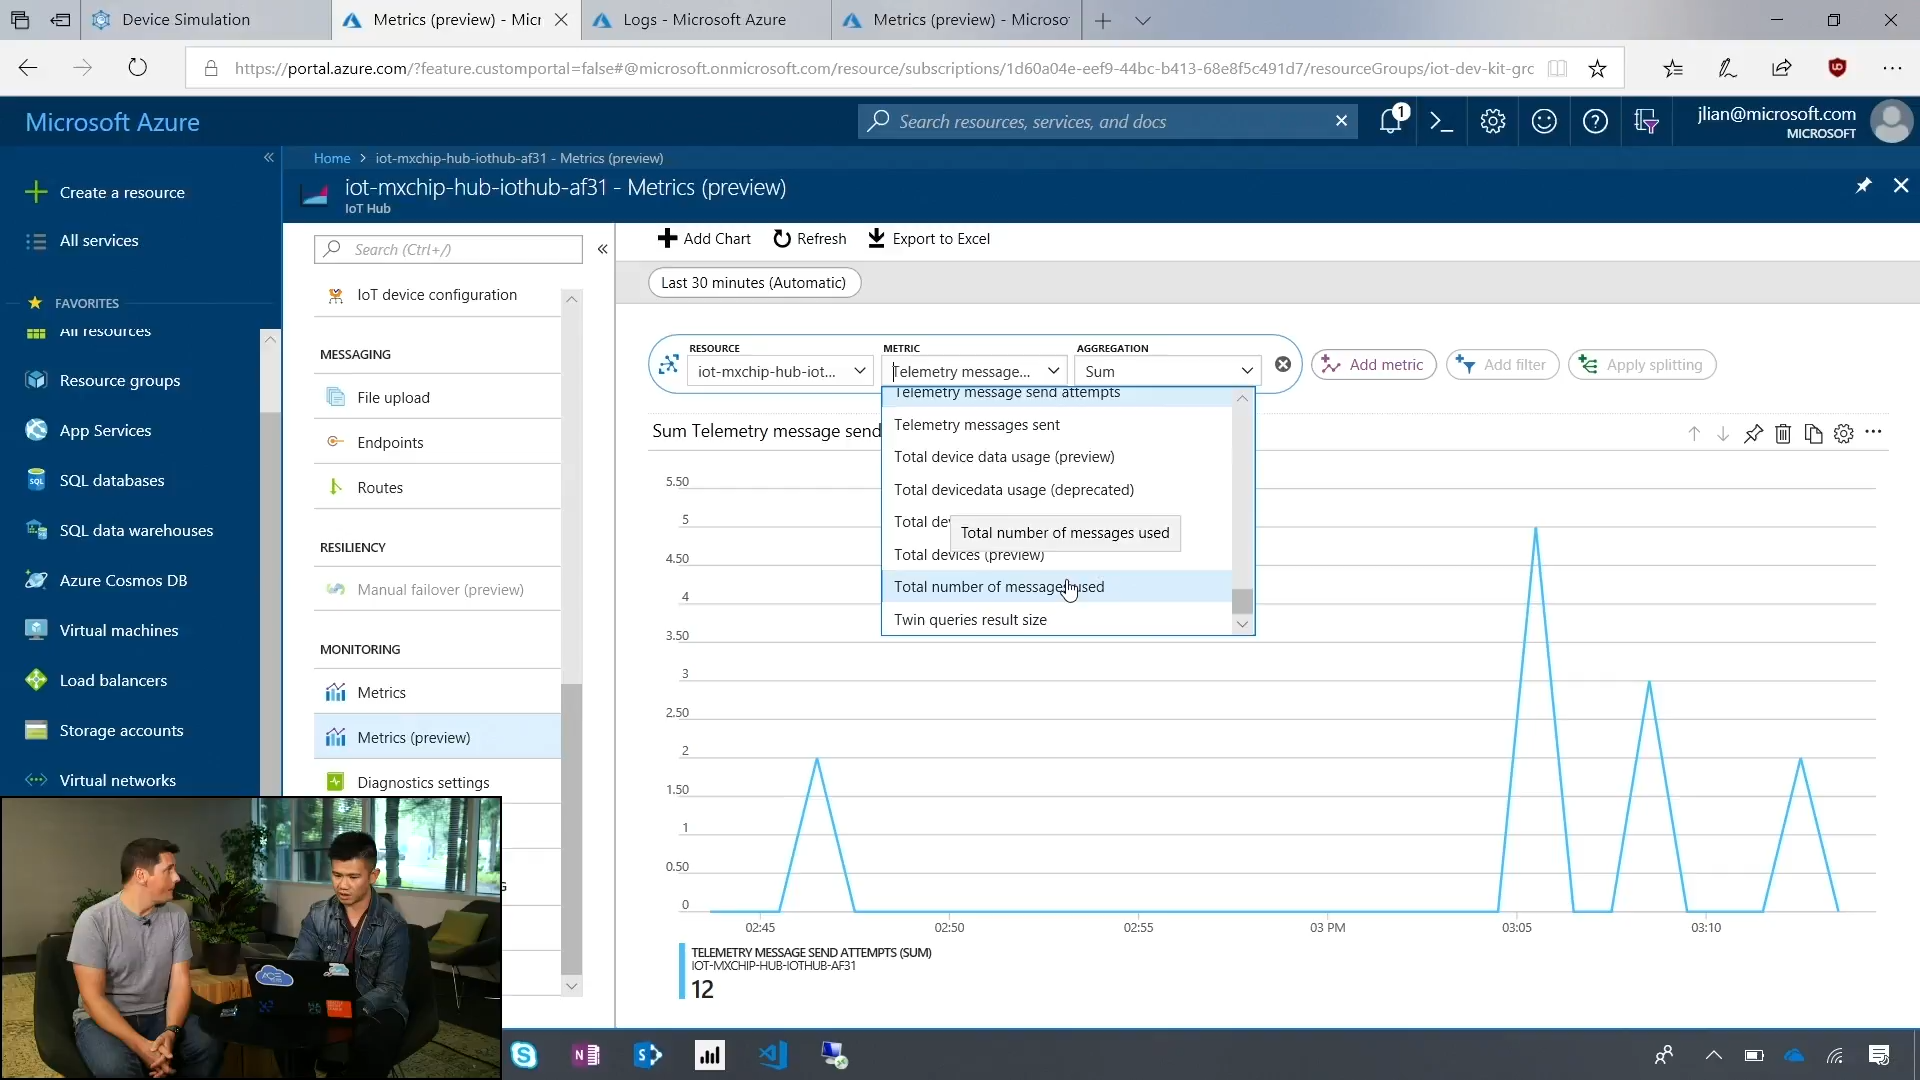 Device Simulation
Metrics (preview) - Micr
Logs - Microsoft Azure
Metrics (preview) - Microso
https://portal.azure.com/?feature.customportal=false#@microsoft.onmicrosoft.com/resource/subscriptions/1d60a04e-eef9-44bc-b413-68e8f5c491d7/resourceGroups/iot-dev-kit-grc
Microsoft Azure
Search resources, services, and docs
1
jlian@microsoft.com
MICROSOFT
Home > iot-mxchip-hub-iothub-af31 - Metrics (preview)
iot-mxchip-hub-iothub-af31 - Metrics (preview)
IoT Hub
Create a resource
All services
FAVORITES
All resources
Resource groups
App Services
SQL databases
SQL data warehouses
Azure Cosmos DB
Virtual machines
Load balancers
Storage accounts
Virtual networks
Search (Ctrl+/)
IoT device configuration
MESSAGING
File upload
Endpoints
Routes
RESILIENCY
Manual failover (preview)
MONITORING
Metrics
Metrics (preview)
Diagnostics settings
Add Chart
Refresh
Export to Excel
Last 30 minutes (Automatic)
RESOURCE
iot-mxchip-hub-iot...
METRIC
Telemetry message...
AGGREGATION
Sum
Add metric
Add filter
Apply splitting
Sum Telemetry message send
Telemetry message send attempts
Telemetry messages sent
Total device data usage (preview)
Total devicedata usage (deprecated)
Total dev
Total number of messages used
Total devices (preview)
Total number of messages used
Twin queries result size
5.50
5
4.50
4
3.50
3
2.50
2
1.50
1
0.50
0
02:45
02:50
02:55
03 PM
03:05
03:10
TELEMETRY MESSAGE SEND ATTEMPTS (SUM)
IOT-MXCHIP-HUB-IOTHUB-AF31
12